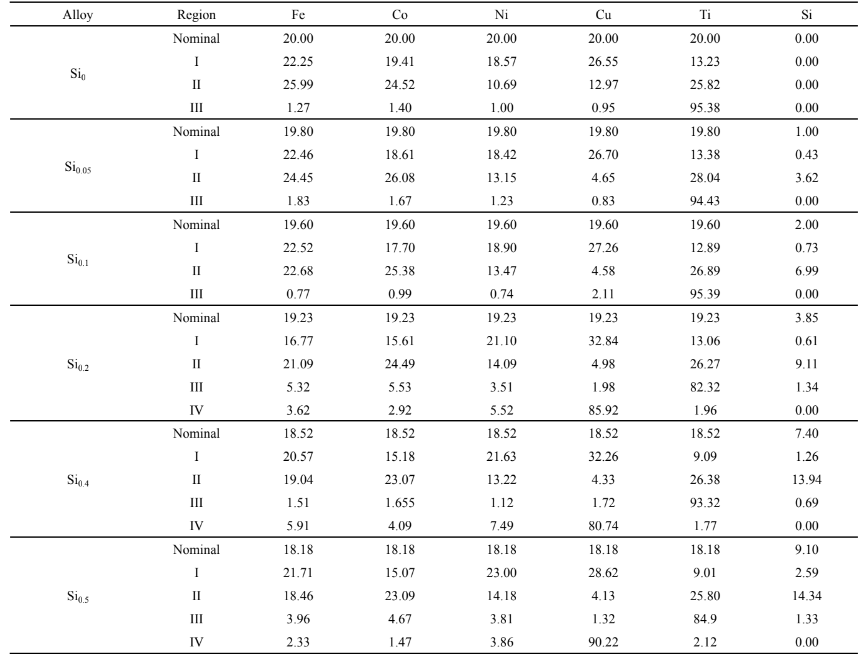 Alloy Region Fe Co Ni Cu Ti Si
Nominal 20.00 20.00 20.00 20.00 20.00 0.00
I 22.25 19.41 18.57 26.55 13.23 0.00
Si0
II 25.99 24.52 10.69 12.97 25.82 0.00
III 1.27 1.40 1.00 0.95 95.38 0.00
Nominal 19.80 19.80 19.80 19.80 19.80 1.00
I 22.46 18.61 18.42 26.70 13.38 0.43
Si0.05
II 24.45 26.08 13.15 4.65 28.04 3.62
III 1.83 1.67 1.23 0.83 94.43 0.00
Nominal 19.60 19.60 19.60 19.60 19.60 2.00
I 22.52 17.70 18.90 27.26 12.89 0.73
Si0.1
II 22.68 25.38 13.47 4.58 26.89 6.99
III 0.77 0.99 0.74 2.11 95.39 0.00
Nominal 19.23 19.23 19.23 19.23 19.23 3.85
I 16.77 15.61 21.10 32.84 13.06 0.61
Si0.2 II 21.09 24.49 14.09 4.98 26.27 9.11
III 5.32 5.53 3.51 1.98 82.32 1.34
IV 3.62 2.92 5.52 85.92 1.96 0.00
Nominal 18.52 18.52 18.52 18.52 18.52 7.40
I 20.57 15.18 21.63 32.26 9.09 1.26
Si0.4 II 19.04 23.07 13.22 4.33 26.38 13.94
III 1.51 1.655 1.12 1.72 93.32 0.69
IV 5.91 4.09 7.49 80.74 1.77 0.00
Nominal 18.18 18.18 18.18 18.18 18.18 9.10
I 21.71 15.07 23.00 28.62 9.01 2.59
Si0.5 II 18.46 23.09 14.18 4.13 25.80 14.34
III 3.96 4.67 3.81 1.32 84.9 1.33
IV 2.33 1.47 3.86 90.22 2.12 0.00